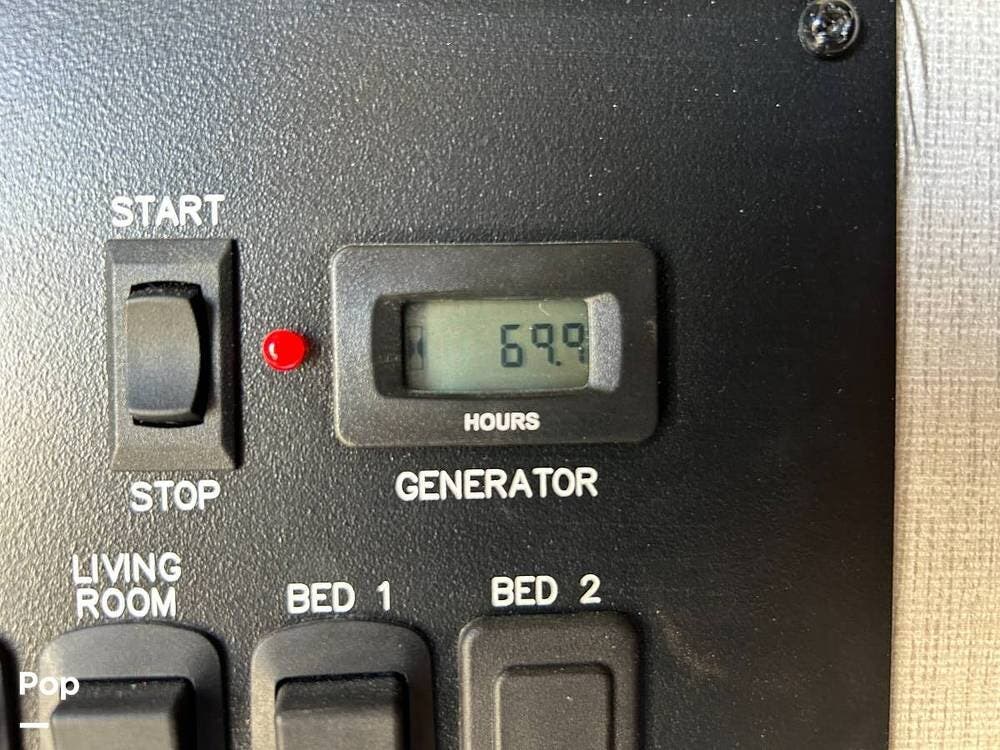 START
69.9
HOURS
STOP
GENERATOR
LIVING
ROOM
BED 1
BED 2
Pop